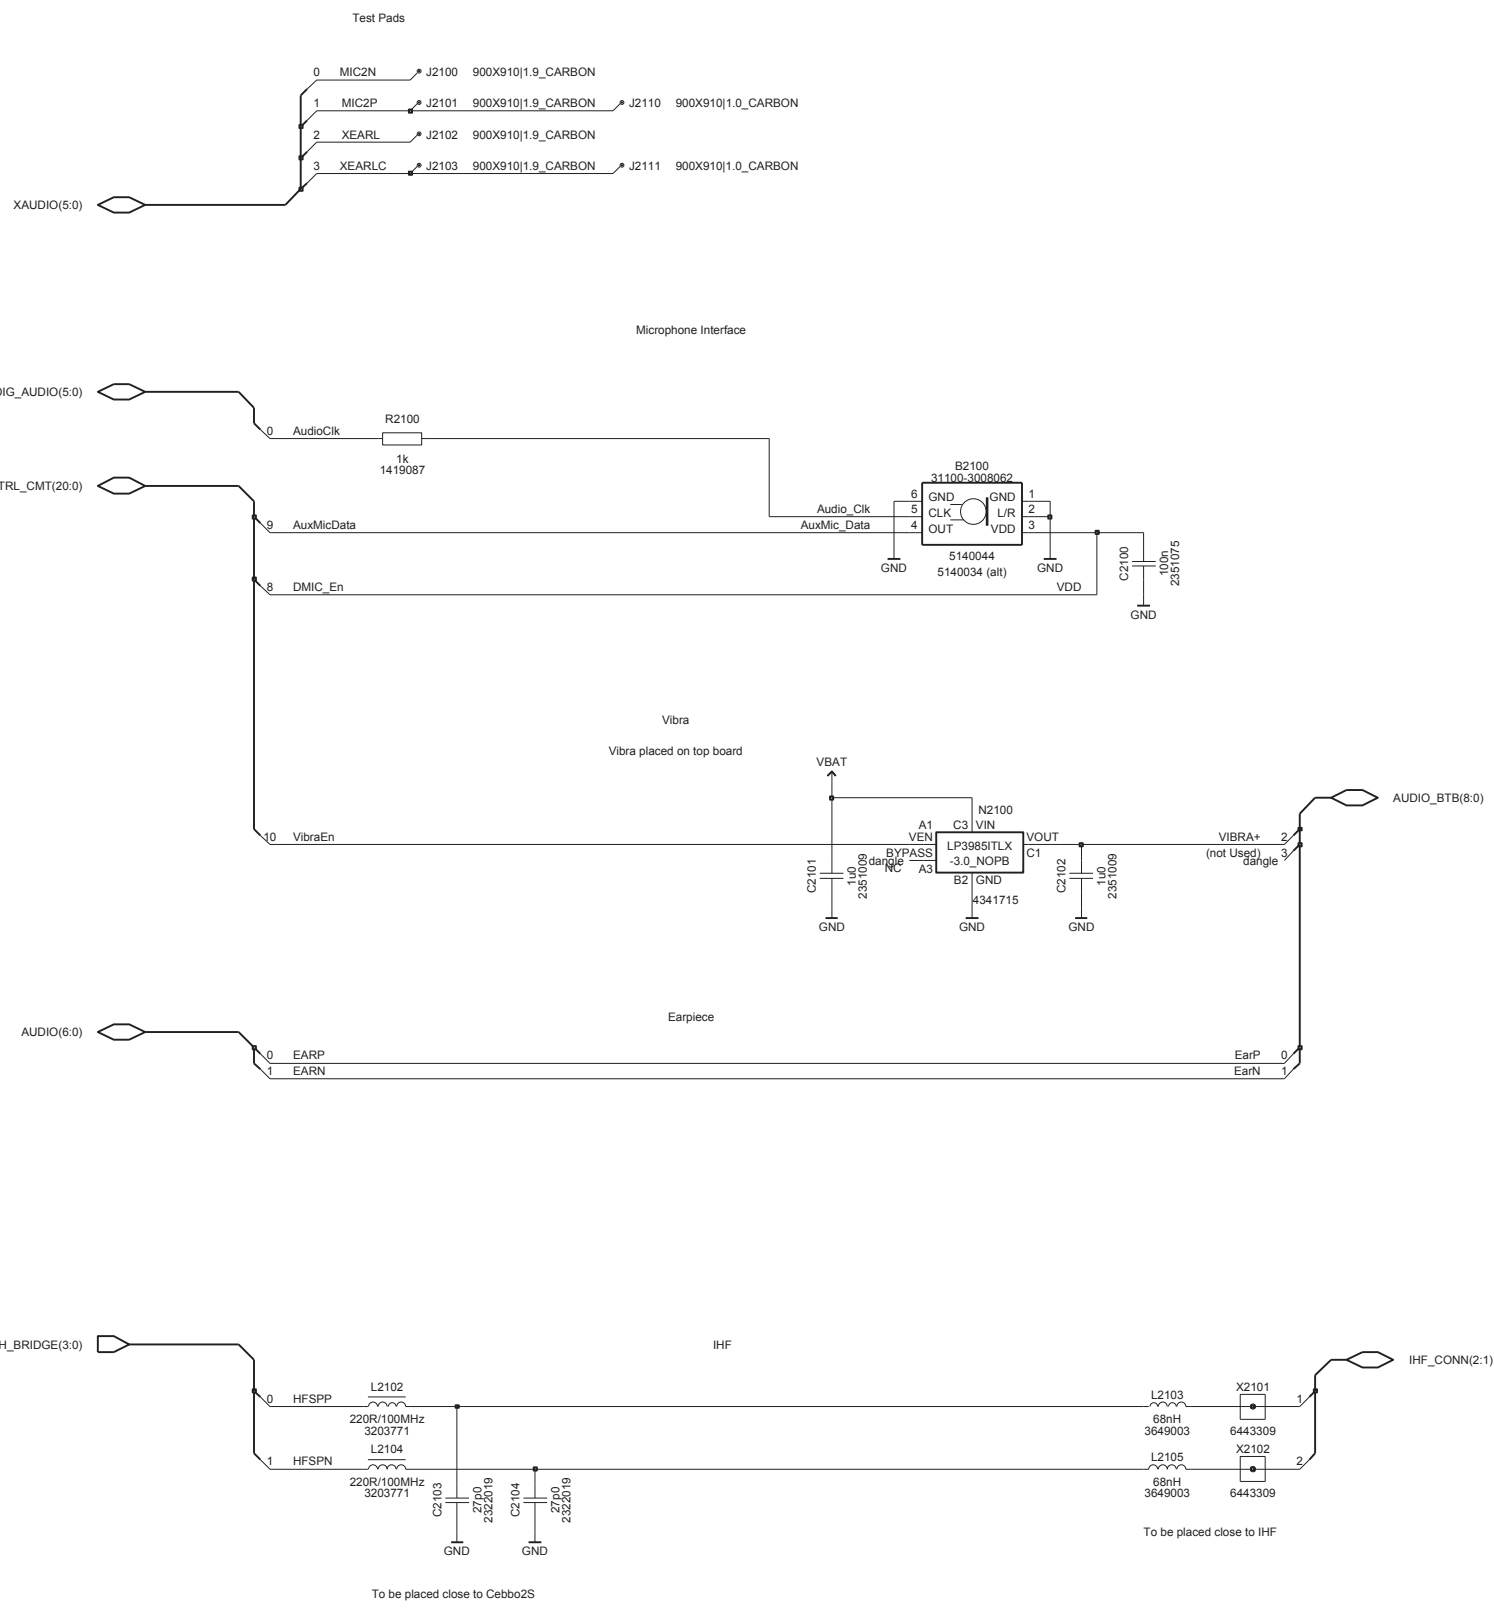 Test Pads
0 MIC2N J2100 900X910|1.9_CARBON
1 MIC2P J2101 900X910|1.9_CARBON J2110 900X910|1.0_CARBON
2 XEARL J2102 900X910|1.9_CARBON
3 XEARLC J2103 900X910|1.9_CARBON J2111 900X910|1.0_CARBON
XAUDIO(5:0)
Microphone Interface
DIG_AUDIO(5:0)
R2100
0 AudioClk
1k
1419087
TRL_CMT(20:0)
B2100
31100-3008062
6 GND GND 1
Audio_Clk 5 CLK L/R 2
9 AuxMicData AuxMic_Data 4 OUT VDD 3
GND
5140044
5140034 (alt)
GND
C2100
100n
2351075
8 DMIC_En VDD
GND
Vibra
Vibra placed on top board
VBAT
AUDIO_BTB(8:0)
N2100
A1 C3 VIN
10 VibraEn VEN VOUT VIBRA+ 2
LP3985ITLX
-3.0_NOPB
BYPASS C1 (not Used) 3
dangle dangle
NC A3
B2 GND
4341715
C2101
1u0
2351009
C2102
1u0
2351009
GND GND GND
Earpiece
AUDIO(6:0)
0 EARP EarP 0
1 EARN EarN 1
H_BRIDGE(3:0)
IHF
IHF_CONN(2:1)
L2102 L2103 X2101
0 HFSPP 1
220R/100MHz 68nH
3203771 3649003 6443309
L2104 L2105 X2102
1 HFSPN 2
220R/100MHz 68nH
3203771 3649003 6443309
C2103
27p0
2322019
C2104
27p0
2322019
GND GND
To be placed close to IHF
To be placed close to Cebbo2S